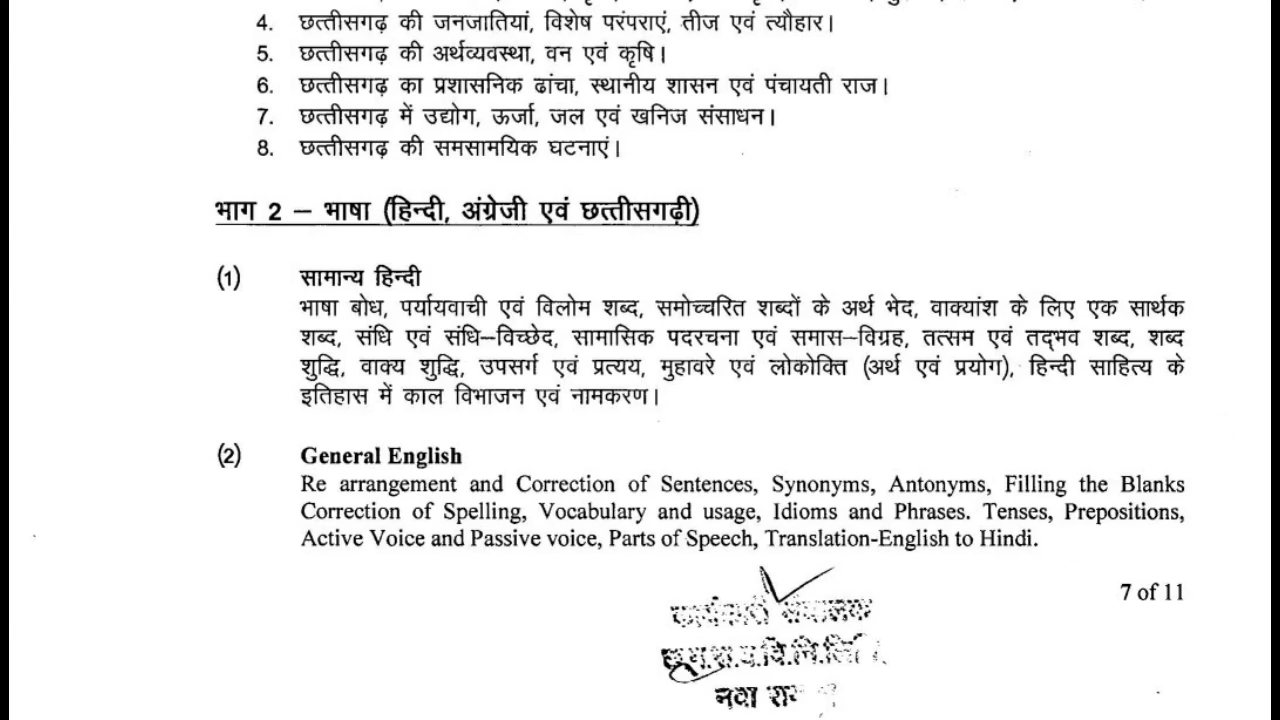 4. छत्तीसगढ़ की जनजातियां, विशेष परंपराएं, तीज एवं त्यौहार।
5. छत्तीसगढ़ की अर्थव्यवस्था, वन एवं कृषि।
6. छत्तीसगढ़ का प्रशासनिक ढांचा, स्थानीय शासन एवं पंचायती राज।
7. छत्तीसगढ़ में उद्योग, ऊर्जा, जल एवं खनिज संसाधन।
8. छत्तीसगढ़ की समसामयिक घटनाएं।
भाग 2 – भाषा (हिन्दी, अंग्रेजी एवं छत्तीसगढ़ी)
(1) सामान्य हिन्दी
भाषा बोध, पर्यायवाची एवं विलोम शब्द, समोच्चरित शब्दों के अर्थ भेद, वाक्यांश के लिए एक सार्थक
शब्द, संधि एवं संधि–विच्छेद, सामासिक पदरचना एवं समास–विग्रह, तत्सम एवं तद्भव शब्द, शब्द
शुद्धि, वाक्य शुद्धि, उपसर्ग एवं प्रत्यय, मुहावरे एवं लोकोक्ति (अर्थ एवं प्रयोग), हिन्दी साहित्य के
इतिहास में काल विभाजन एवं नामकरण।
(2) General English
Re arrangement and Correction of Sentences, Synonyms, Antonyms, Filling the Blanks
Correction of Spelling, Vocabulary and usage, Idioms and Phrases. Tenses, Prepositions,
Active Voice and Passive voice, Parts of Speech, Translation-English to Hindi.
7 of 11
नवा